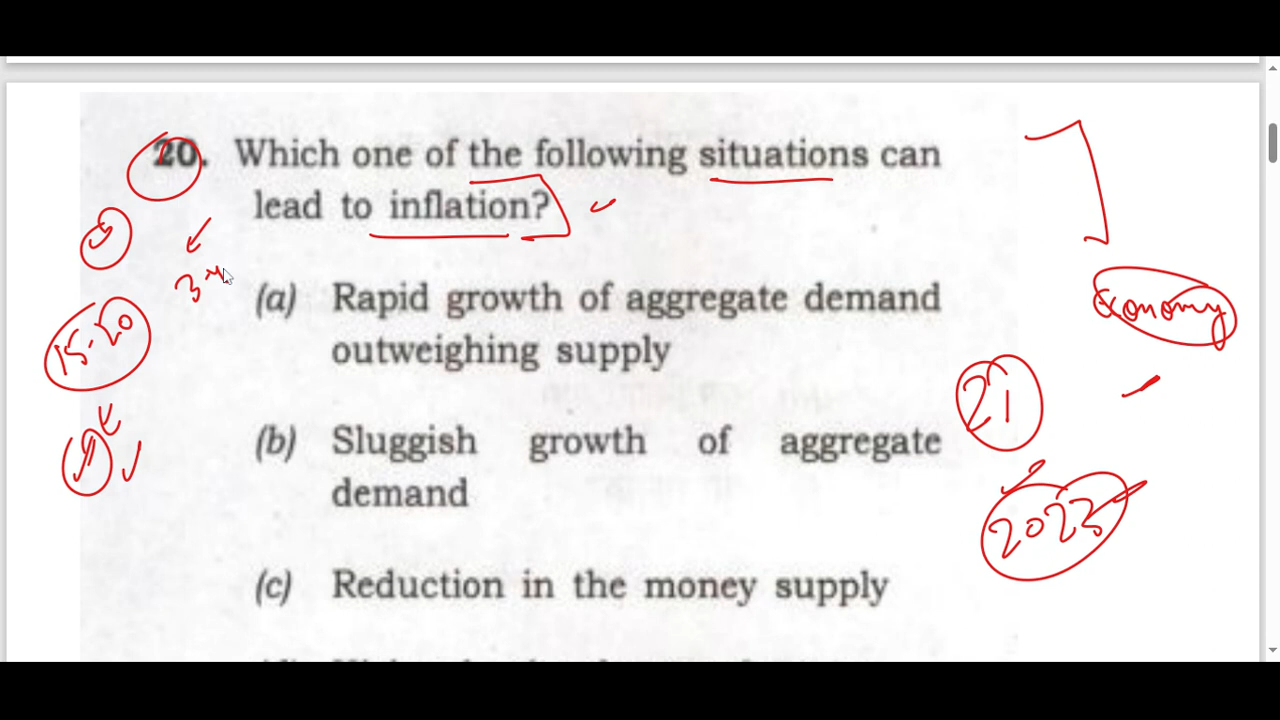 20. Which one of the following situations can
lead to inflation?
(a) Rapid growth of aggregate demand
outweighing supply
(b) Sluggish growth of aggregate
demand
(c) Reduction in the money supply
15-20
Economy
21
2023